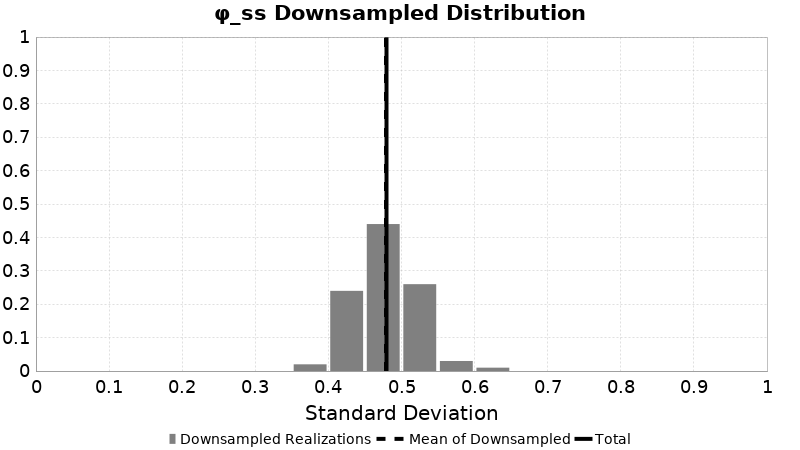 φ_ss Downsampled Distribution
1
0.9
0.8
0.7
0.6
0.5
0.4
0.3
0.2
0.1
0
0 0.1 0.2 0.3 0.4 0.5 0.6 0.7 0.8 0.9 1
Standard Deviation
Downsampled Realizations Mean of Downsampled Total